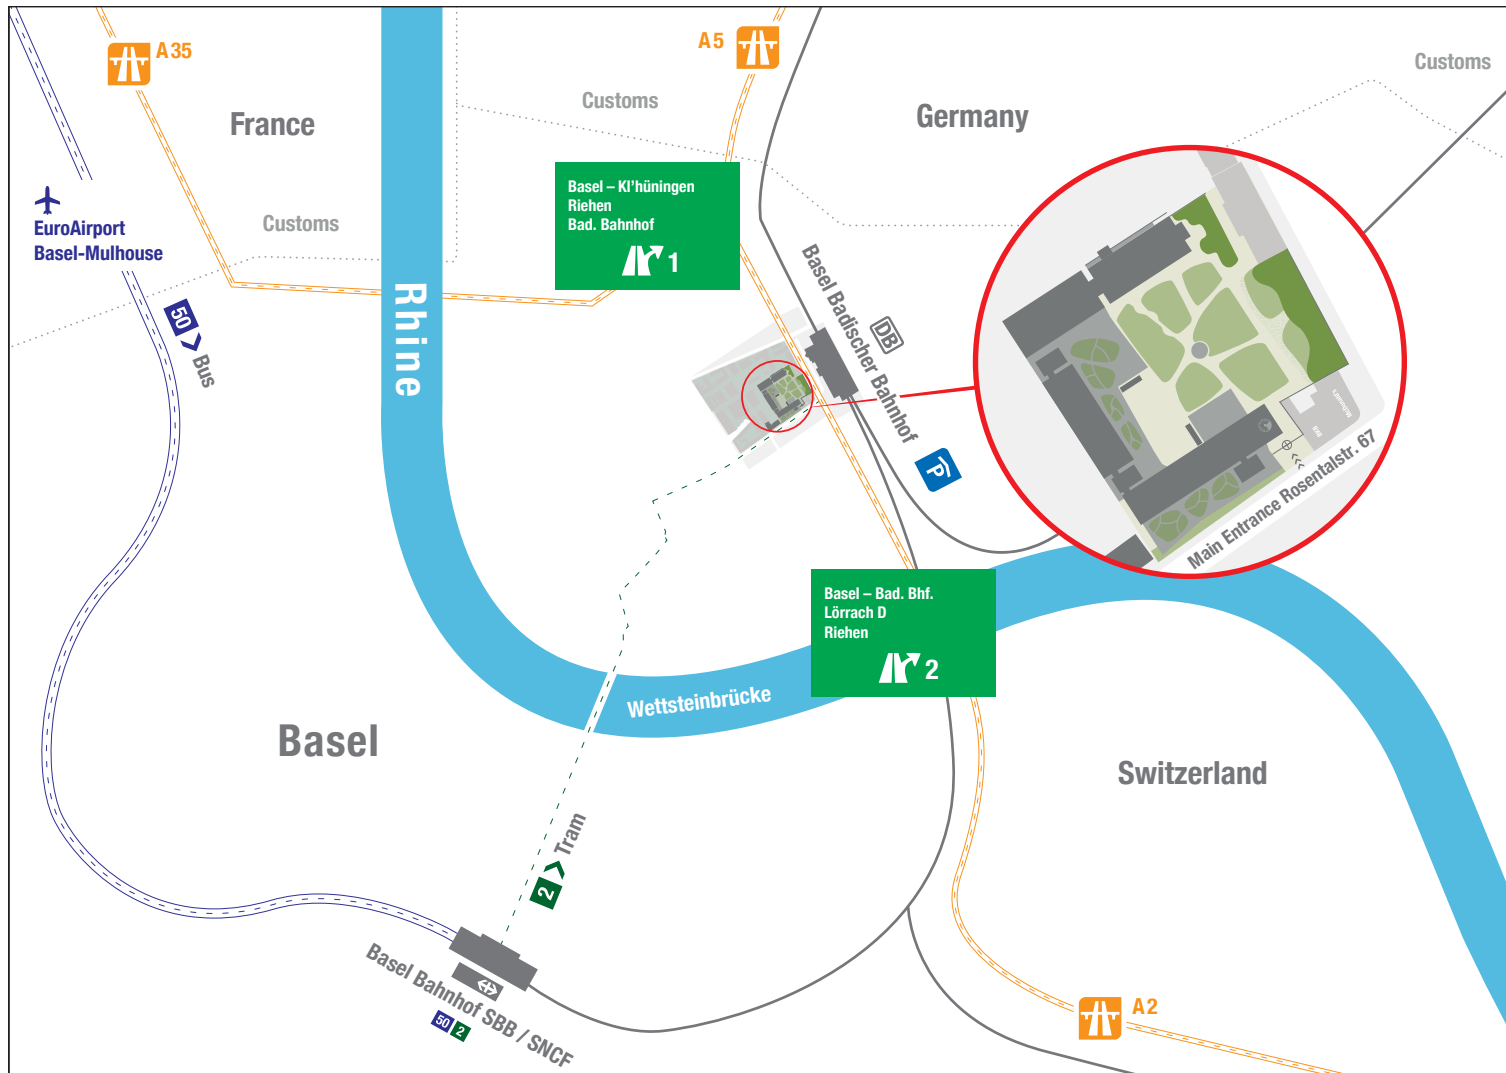 A35
A5
Customs
Customs
France
Germany
Basel – Kl'hüningen
Riehen
Bad. Bahnhof
1
EuroAirport
Basel-Mulhouse
Customs
50
Bus
Rhine
Basel Badischer Bahnhof
DB
P
McDonald's
BKB
Main Entrance Rosentalstr. 67
Basel – Bad. Bhf.
Lörrach D
Riehen
2
Wettsteinbrücke
Basel
Switzerland
2
Tram
Basel Bahnhof SBB / SNCF
50 2
A2